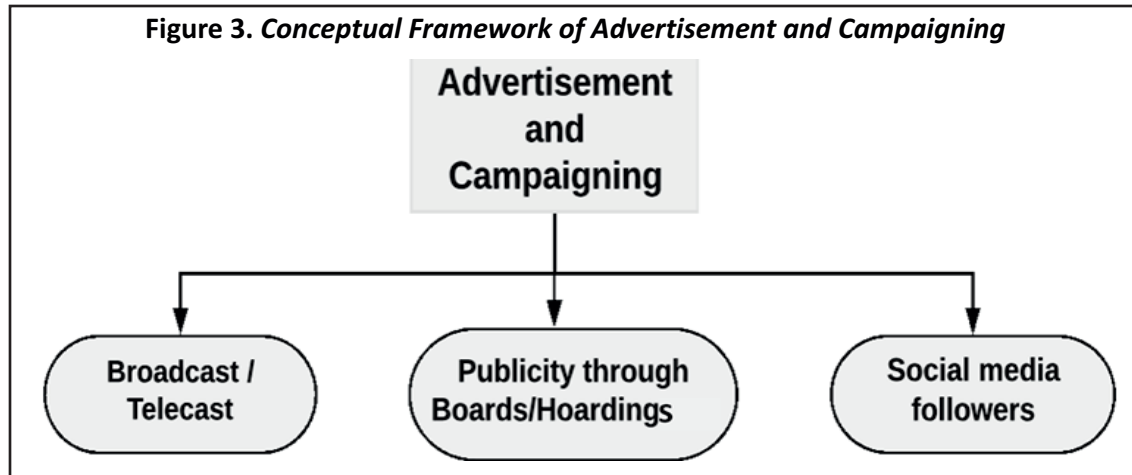 Figure 3. Conceptual Framework of Advertisement and Campaigning
Advertisement
and
Campaigning
Broadcast /
Telecast
Publicity through
Boards/Hoardings
Social media
followers